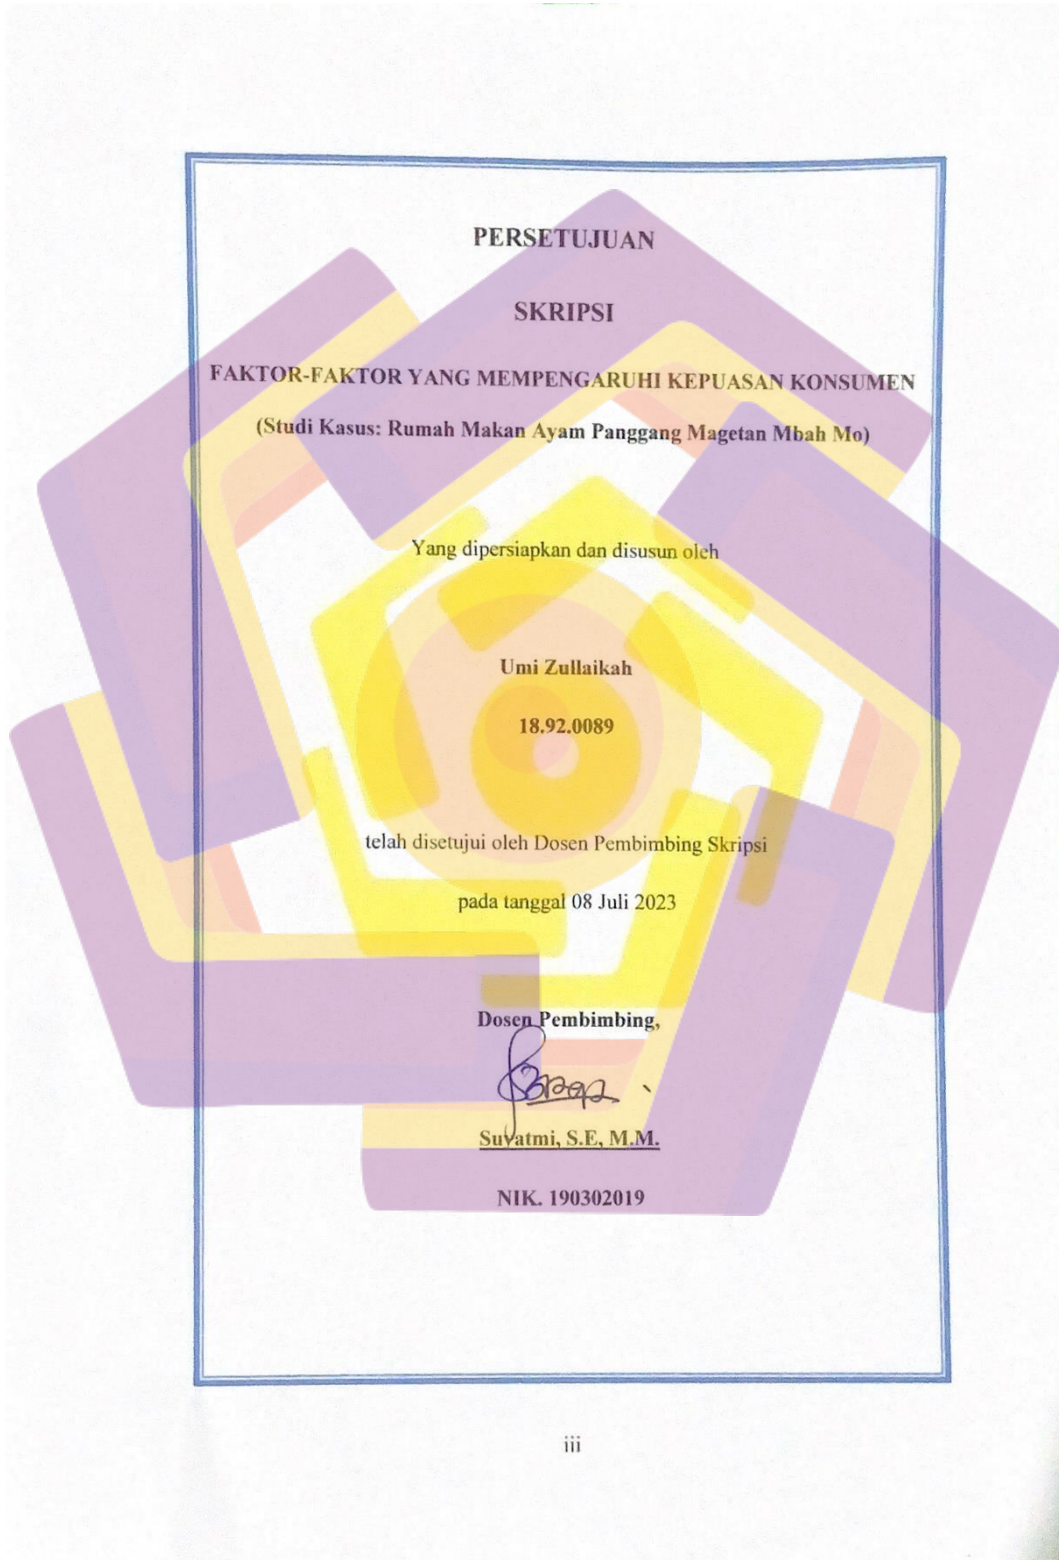 PERSETUJUAN
SKRIPSI
FAKTOR-FAKTOR YANG MEMPENGARUHI KEPUASAN KONSUMEN
(Studi Kasus: Rumah Makan Ayam Panggang Magetan Mbah Mo)
Yang dipersiapkan dan disusun oleh
Umi Zullaikah
18.92.0089
telah disetujui oleh Dosen Pembimbing Skripsi
pada tanggal 08 Juli 2023
Dosen Pembimbing,
Suyatmi, S.E, M.M.
NIK. 190302019
iii